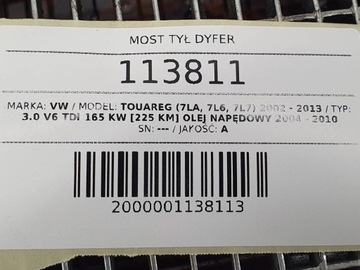 MOST TYŁ DYFER
113811
MARKA: VW / MODEL: TOUAREG (7LA, 7L6, 7L7) 2002 - 2013 / TYP:
3.0 V6 TDI 165 KW [225 KM] OLEJ NAPĘDOWY 2004 - 2010
SN: --- / JAKOŚĆ: A
2000001138113